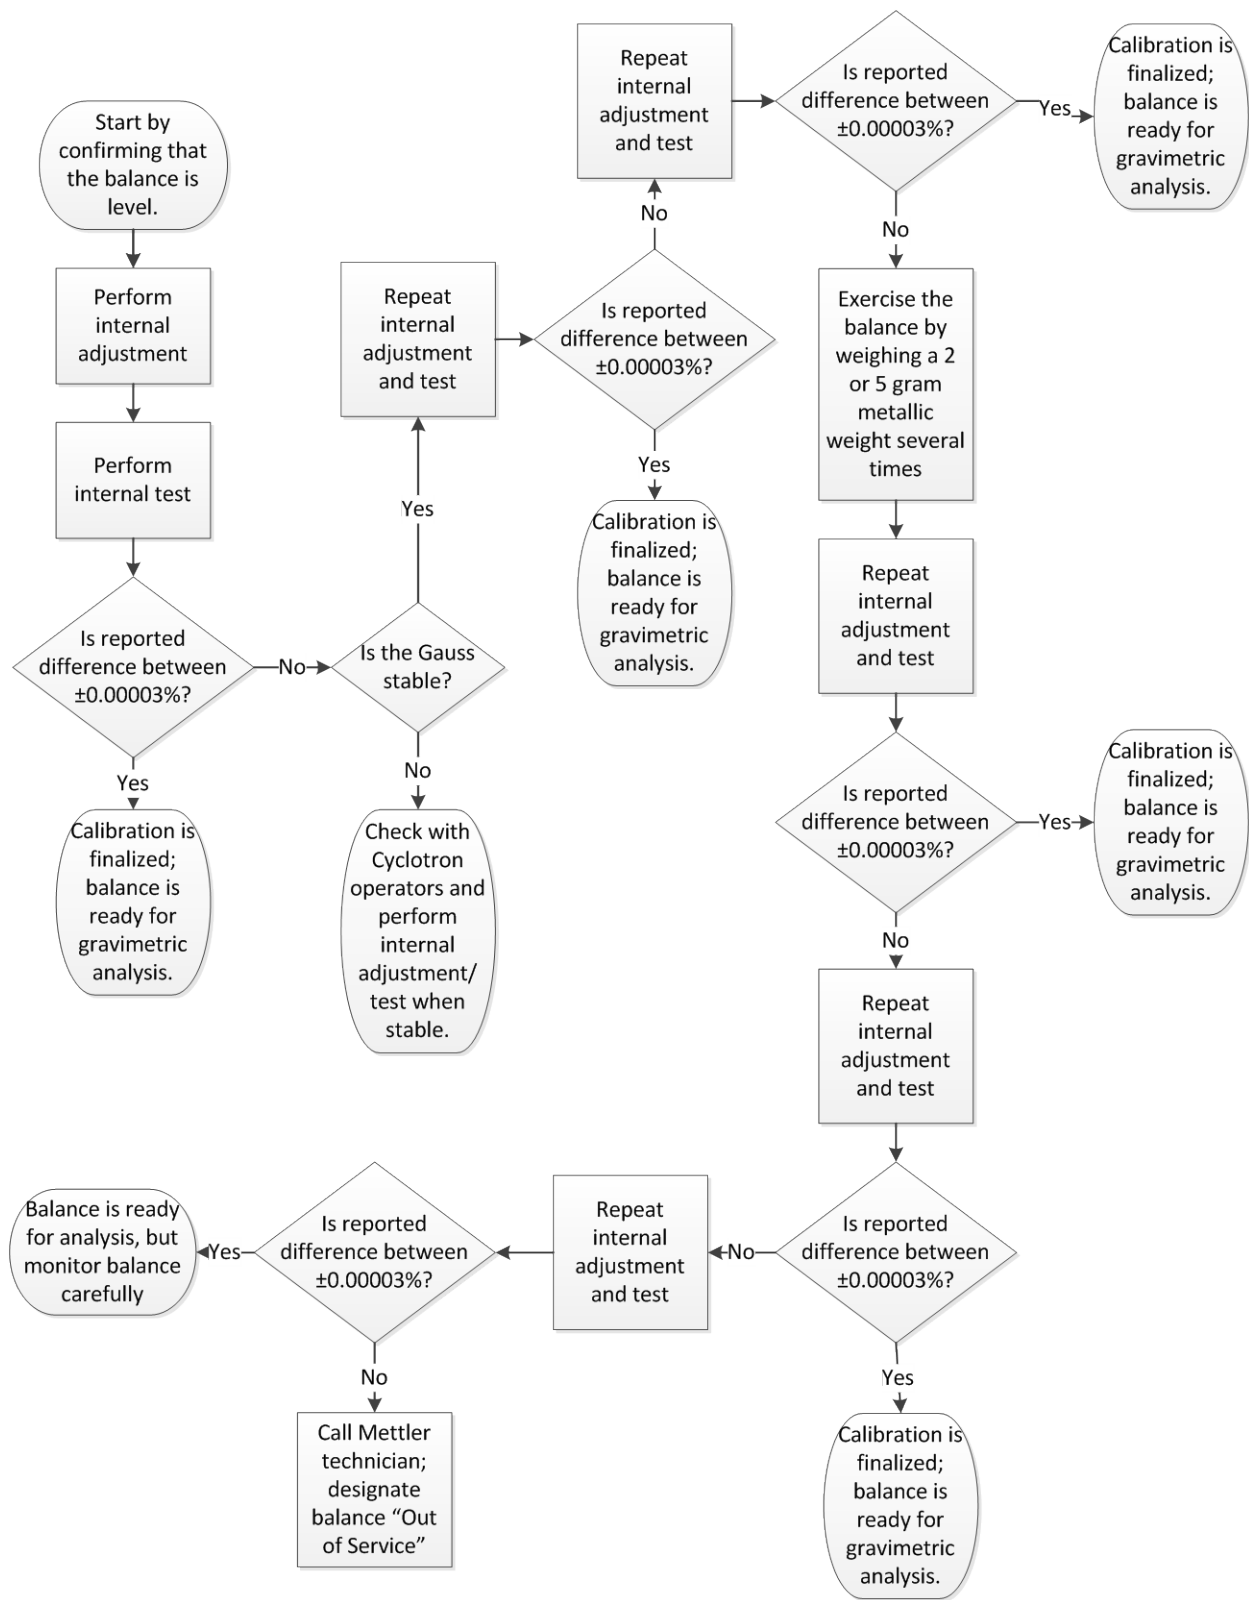 Start by
confirming that
the balance is
level.
Perform
internal
adjustment
Perform
internal test
Is reported
difference between
±0.00003%?
Yes
Calibration is
finalized;
balance is
ready for
gravimetric
analysis.
No
Is the Gauss
stable?
No
Check with
Cyclotron
operators and
perform
internal
adjustment/
test when
stable.
Yes
Repeat
internal
adjustment
and test
Is reported
difference between
±0.00003%?
Yes
Calibration is
finalized;
balance is
ready for
gravimetric
analysis.
No
Repeat
internal
adjustment
and test
Is reported
difference between
±0.00003%?
Yes
Calibration is
finalized;
balance is
ready for
gravimetric
analysis.
No
Exercise the
balance by
weighing a 2
or 5 gram
metallic
weight several
times
Repeat
internal
adjustment
and test
Is reported
difference between
±0.00003%?
Yes
Calibration is
finalized;
balance is
ready for
gravimetric
analysis.
No
Repeat
internal
adjustment
and test
Is reported
difference between
±0.00003%?
Yes
Calibration is
finalized;
balance is
ready for
gravimetric
analysis.
No
Repeat
internal
adjustment
and test
Is reported
difference between
±0.00003%?
Yes
Balance is ready
for analysis, but
monitor balance
carefully
No
Call Mettler
technician;
designate
balance “Out
of Service”